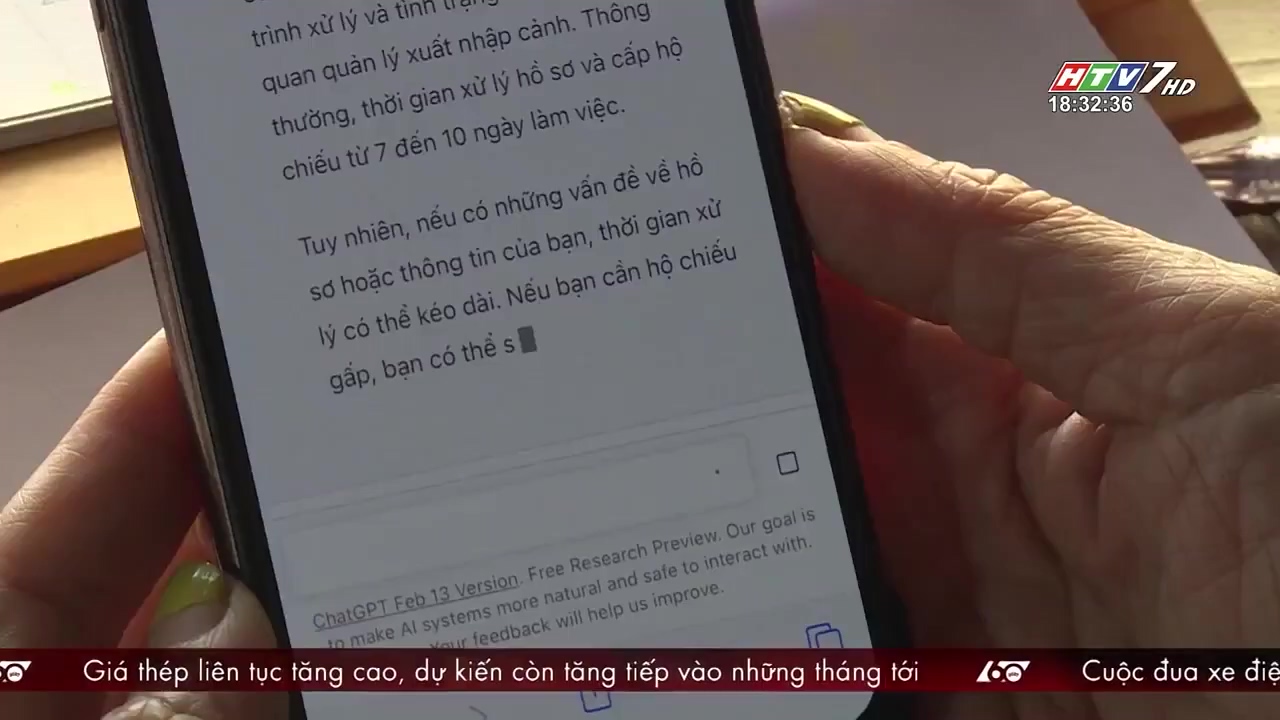 trình xử lý và tình trạng
quan quản lý xuất nhập cảnh. Thông
thường, thời gian xử lý hồ sơ và cấp hộ
chiếu từ 7 đến 10 ngày làm việc.
Tuy nhiên, nếu có những vấn đề về hồ
sơ hoặc thông tin của bạn, thời gian xử
lý có thể kéo dài. Nếu bạn cần hộ chiếu
gấp, bạn có thể s
ChatGPT Feb 13 Version. Free Research Preview. Our goal is
to make AI systems more natural and safe to interact with.
Your feedback will help us improve.
HTV7 HD
18:32:36
Giá thép liên tục tăng cao, dự kiến còn tăng tiếp vào những tháng tới
60 giây
Cuộc đua xe điệ